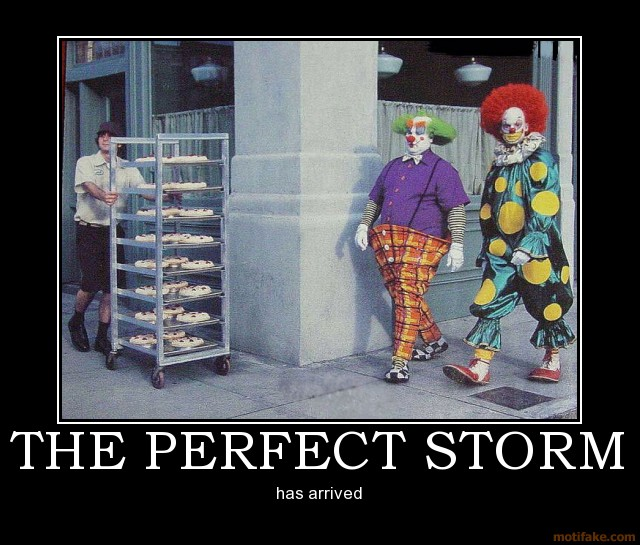 THE PERFECT STORM
has arrived
motifake.com